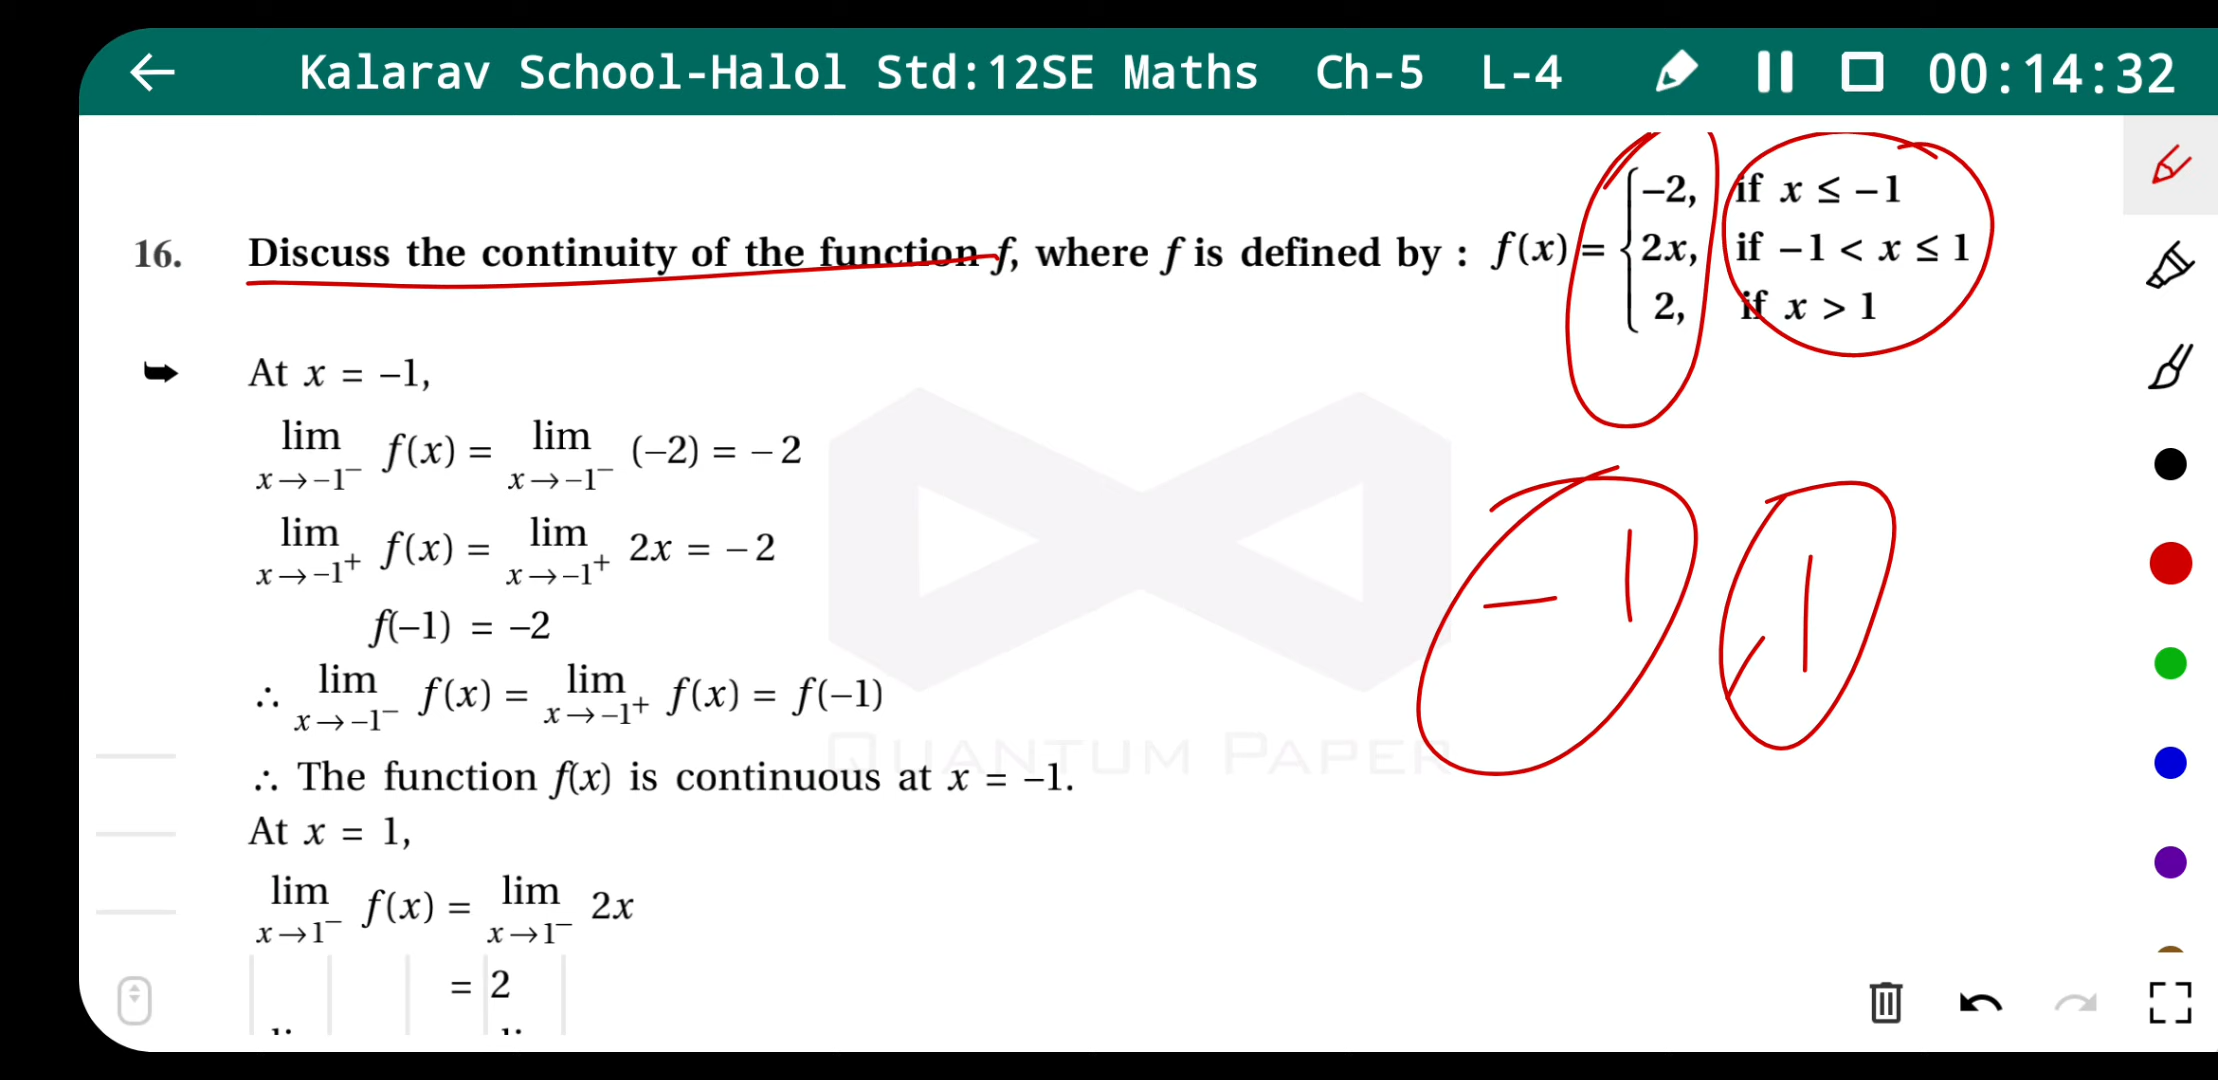 Kalarav School-Halol Std:12SE Maths Ch-5 L-4 00:14:32
16. Discuss the continuity of the function f, where f is defined by : f(x) = { −2, if x ≤ −1
2x, if −1 < x ≤ 1
2, if x > 1
At x = −1,
lim x→−1⁻ f(x) = lim x→−1⁻ (−2) = −2
lim x→−1⁺ f(x) = lim x→−1⁺ 2x = −2
f(−1) = −2
∴ lim x→−1⁻ f(x) = lim x→−1⁺ f(x) = f(−1)
∴ The function f(x) is continuous at x = −1.
At x = 1,
lim x→1⁻ f(x) = lim x→1⁻ 2x
= 2
− 1 1
QUANTUM PAPER